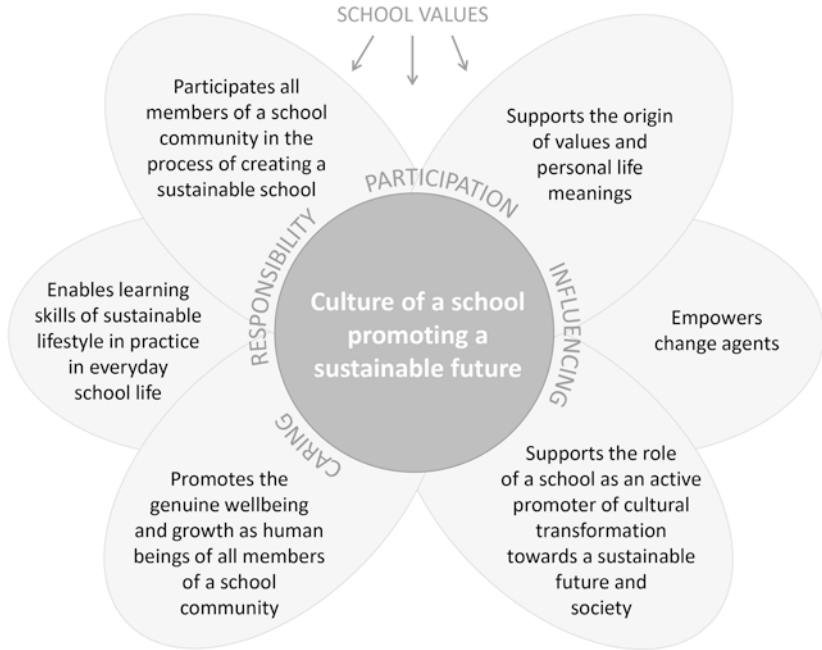 SCHOOL VALUES
Participates all
members of a school
community in the
process of creating a
sustainable school
Supports the origin
of values and
personal life
meanings
PARTICIPATION
RESPONSIBILITY
INFLUENCING
CARING
Culture of a school
promoting a
sustainable future
Enables learning
skills of sustainable
lifestyle in practice
in everyday
school life
Empowers
change agents
Promotes the
genuine wellbeing
and growth as human
beings of all members
of a school
community
Supports the role
of a school as an active
promoter of cultural
transformation
towards a sustainable
future and
society